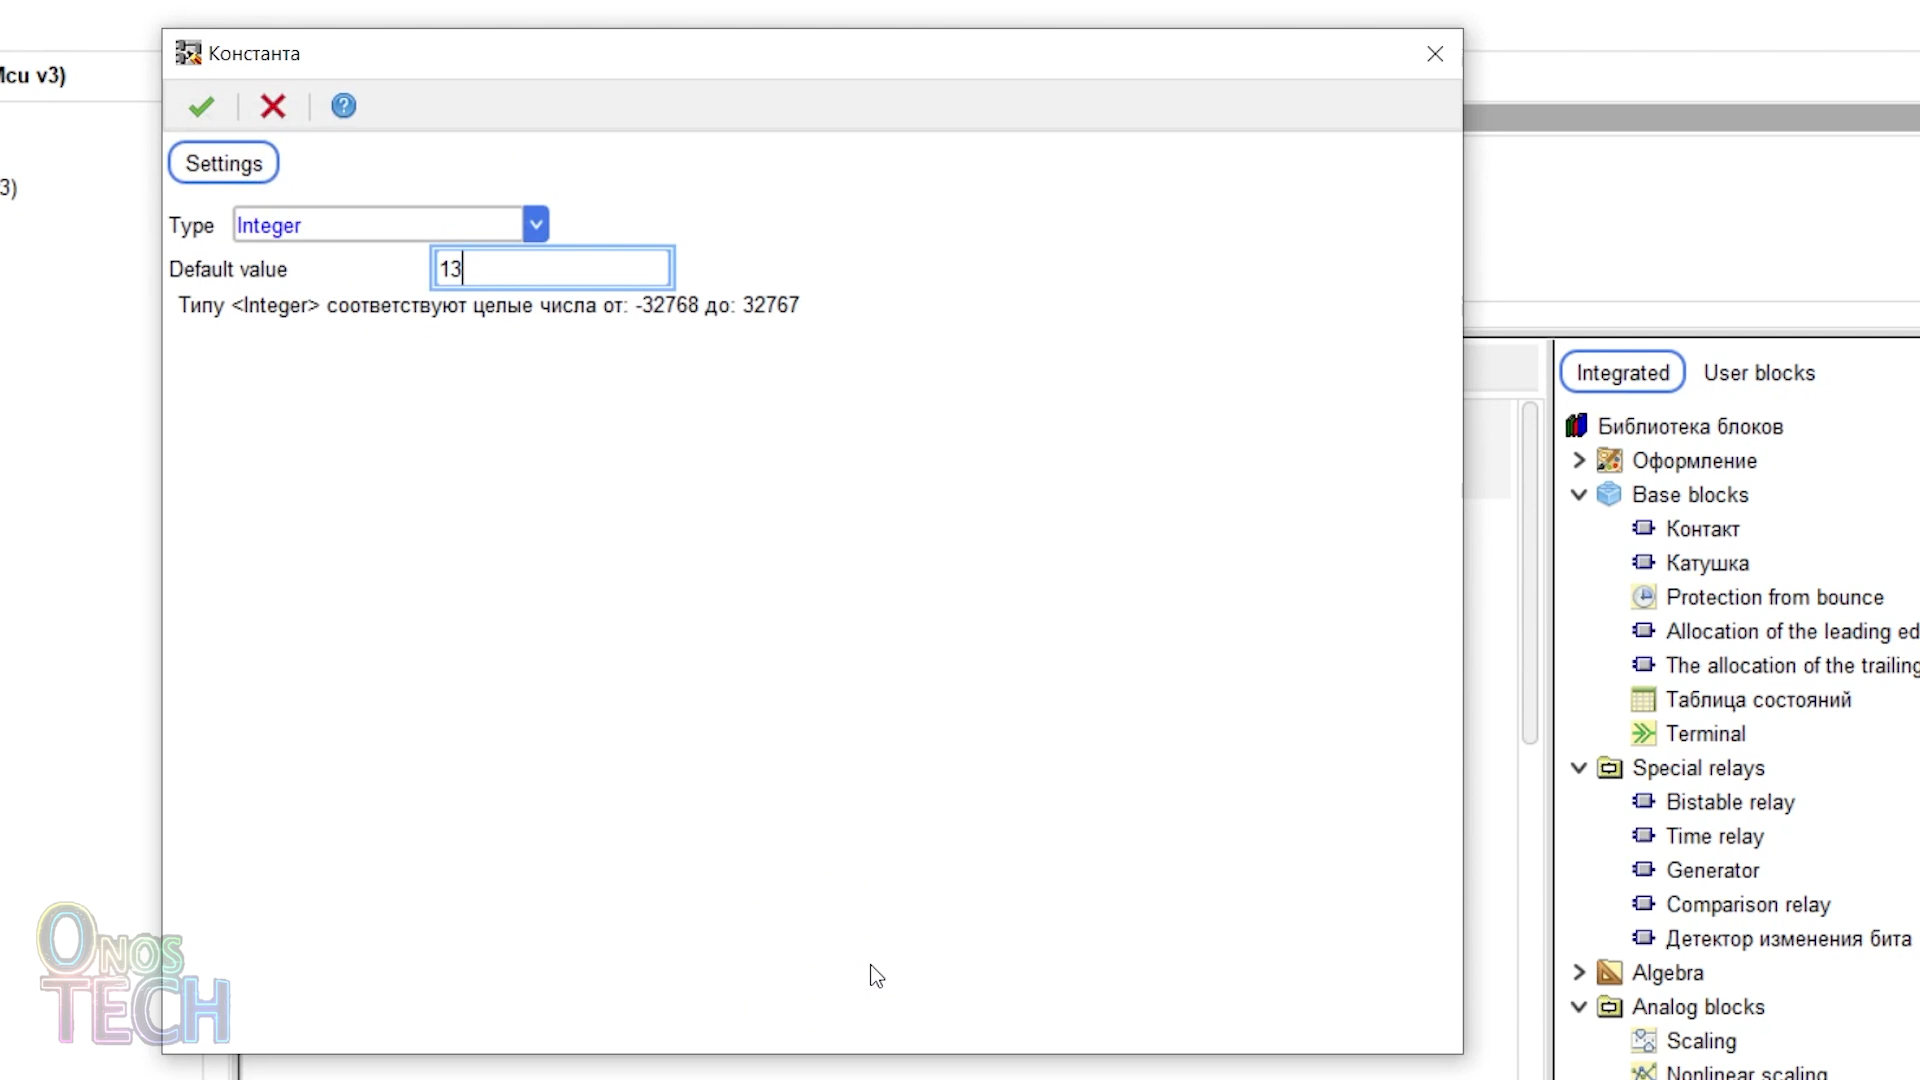 Константа
Mcu v3)
3)
Settings
Type Integer
Default value 13
Типу <Integer> соответствуют целые числа от: -32768 до: 32767
Integrated User blocks
Библиотека блоков
Оформление
Base blocks
Контакт
Катушка
Protection from bounce
Allocation of the leading ed
The allocation of the trailing
Таблица состояний
Terminal
Special relays
Bistable relay
Time relay
Generator
Comparison relay
Детектор изменения бита
Algebra
Analog blocks
Scaling
Nonlinear scaling
ONOS
TECH